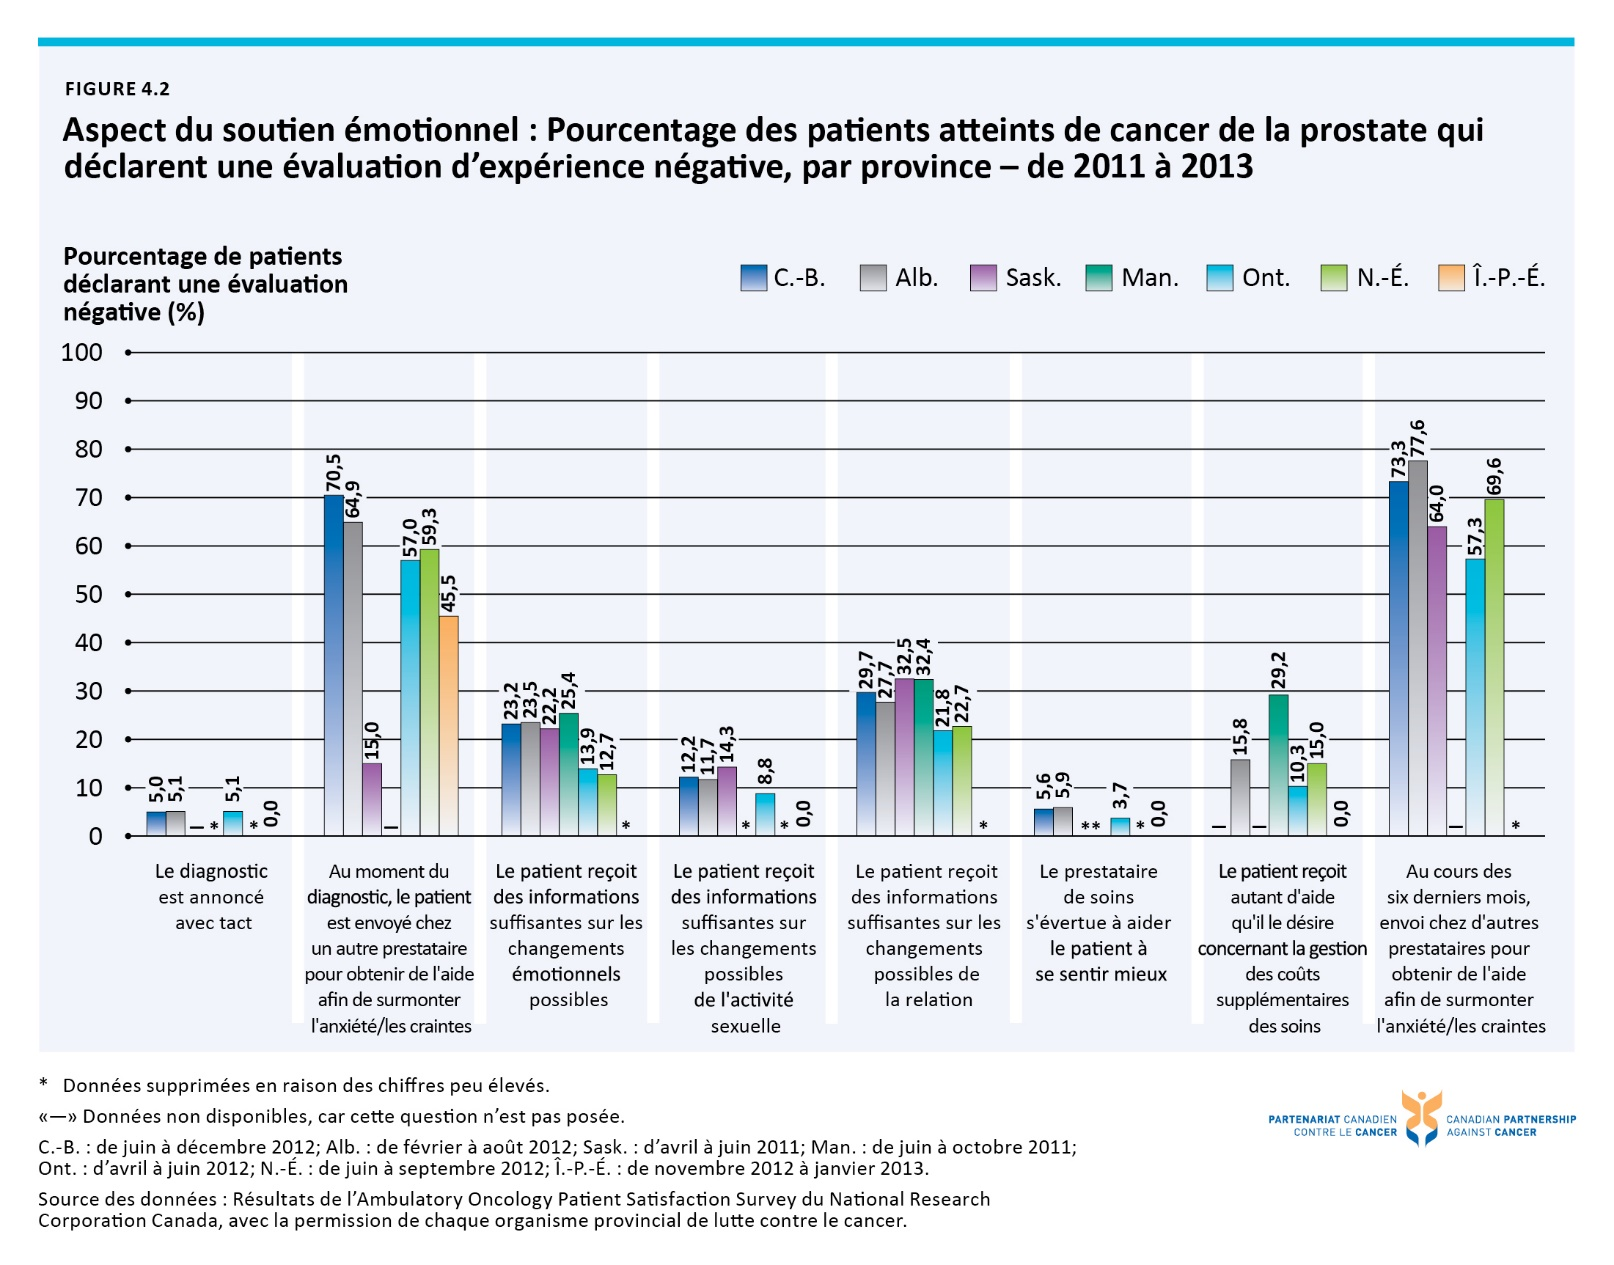 FIGURE 4.2
Aspect du soutien émotionnel : Pourcentage des patients atteints de cancer de la prostate qui
déclarent une évaluation d’expérience négative, par province – de 2011 à 2013
Pourcentage de patients
déclarant une évaluation
négative (%)
C.-B. Alb. Sask. Man. Ont. N.-É. Î.-P.-É.
100
90
80
70
60
50
40
30
20
10
0
5,0 5,1 — * 5,1 * 0,0
70,5 64,9 15,0 — 57,0 59,3 45,5
23,2 23,5 22,2 25,4 13,9 12,7 *
12,2 11,7 14,3 * 8,8 * 0,0
29,7 27,7 32,5 32,4 21,8 22,7 *
5,6 5,9 * * 3,7 * 0,0
— 15,8 — 29,2 10,3 15,0 0,0
73,3 77,6 64,0 — 57,3 69,6 *
Le diagnostic
est annoncé
avec tact
Au moment du
diagnostic, le patient
est envoyé chez
un autre prestataire
pour obtenir de l'aide
afin de surmonter
l'anxiété/les craintes
Le patient reçoit
des informations
suffisantes sur les
changements
émotionnels
possibles
Le patient reçoit
des informations
suffisantes sur
les changements
possibles
de l'activité
sexuelle
Le patient reçoit
des informations
suffisantes sur les
changements
possibles de
la relation
Le prestataire
de soins
s'évertue à aider
le patient à
se sentir mieux
Le patient reçoit
autant d'aide
qu'il le désire
concernant la gestion
des coûts
supplémentaires
des soins
Au cours des
six derniers mois,
envoi chez d'autres
prestataires pour
obtenir de l'aide
afin de surmonter
l'anxiété/les craintes
* Données supprimées en raison des chiffres peu élevés.
«—» Données non disponibles, car cette question n’est pas posée.
C.-B. : de juin à décembre 2012; Alb. : de février à août 2012; Sask. : d’avril à juin 2011; Man. : de juin à octobre 2011;
Ont. : d’avril à juin 2012; N.-É. : de juin à septembre 2012; Î.-P.-É. : de novembre 2012 à janvier 2013.
Source des données : Résultats de l’Ambulatory Oncology Patient Satisfaction Survey du National Research
Corporation Canada, avec la permission de chaque organisme provincial de lutte contre le cancer.
PARTENARIAT CANADIEN
CONTRE LE CANCER
CANADIAN PARTNERSHIP
AGAINST CANCER